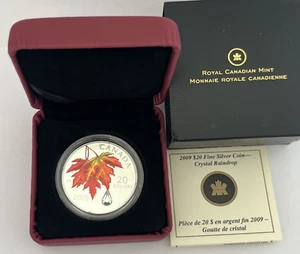 ROYAL CANADIAN MINT
MONNAIE ROYALE CANADIENNE
CANADA
20
DOLLARS
2009 $20 Fine Silver Coin—
Crystal Raindrop
Pièce de 20 $ en argent fin 2009 –
Goutte de cristal